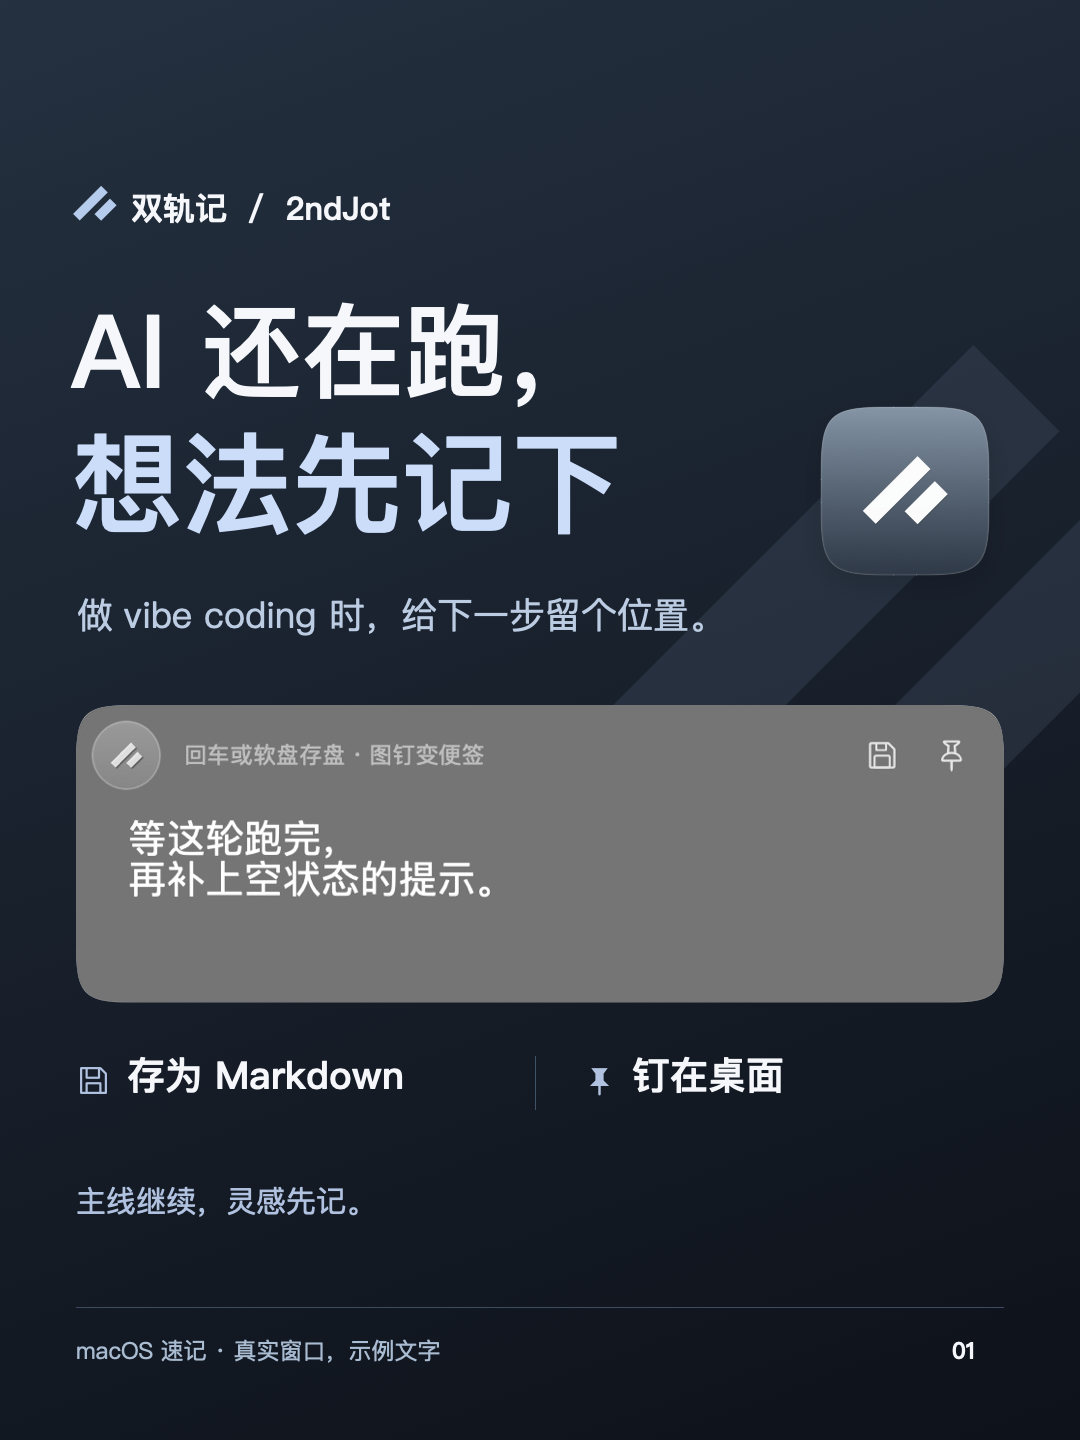 双轨记 / 2ndJot
AI 还在跑，
想法先记下
做 vibe coding 时，给下一步留个位置。
回车或软盘存盘 · 图钉变便签
等这轮跑完，
再补上空状态的提示。
存为 Markdown
钉在桌面
主线继续，灵感先记。
macOS 速记 · 真实窗口，示例文字
01